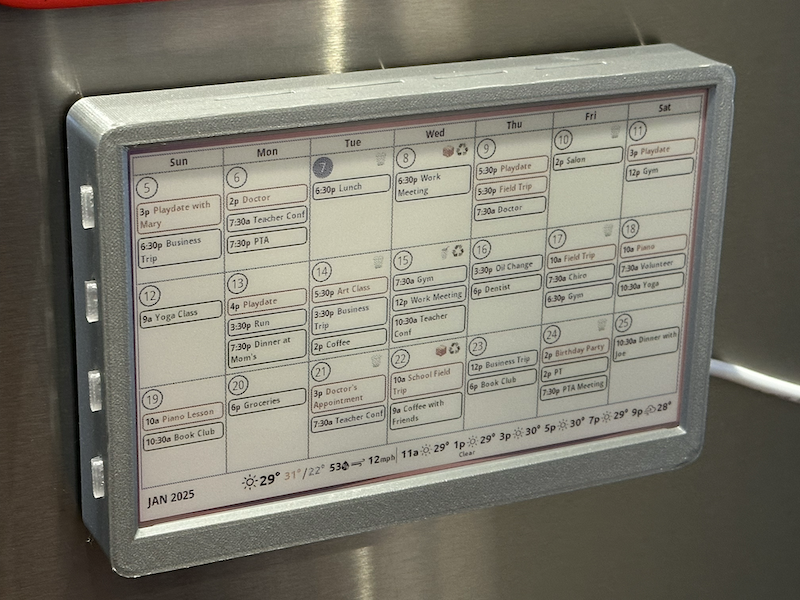 Sun Mon Tue Wed Thu Fri Sat
5
3p Playdate with
Mary
6:30p Business
Trip
6
2p Doctor
7:30a Teacher Conf
7:30p PTA
7
6:30p Lunch
8
6:30p Work
Meeting
9
5:30p Playdate
5:30p Field Trip
7:30a Doctor
10
2p Salon
11
3p Playdate
12p Gym
12
9a Yoga Class
13
4p Playdate
3:30p Run
7:30p Dinner at
Mom's
14
5:30p Art Class
3:30p Business
Trip
2p Coffee
15
7:30a Gym
12p Work Meeting
10:30a Teacher
Conf
16
3:30p Oil Change
6p Dentist
17
10a Field Trip
7:30a Chiro
6:30p Gym
18
10a Piano
7:30a Volunteer
10:30a Yoga
19
10a Piano Lesson
10:30a Book Club
20
6p Groceries
21
3p Doctor's
Appointment
7:30a Teacher Conf
22
10a School Field
Trip
9a Coffee with
Friends
23
12p Business Trip
6p Book Club
24
2p Birthday Party
2p PT
7:30p PTA Meeting
25
10:30a Dinner with
Joe
JAN 2025 29° 31°/22° 53 12mph 11a 29° 1p 29° 3p 30° 5p 30° 7p 29° 9p 28°
Clear